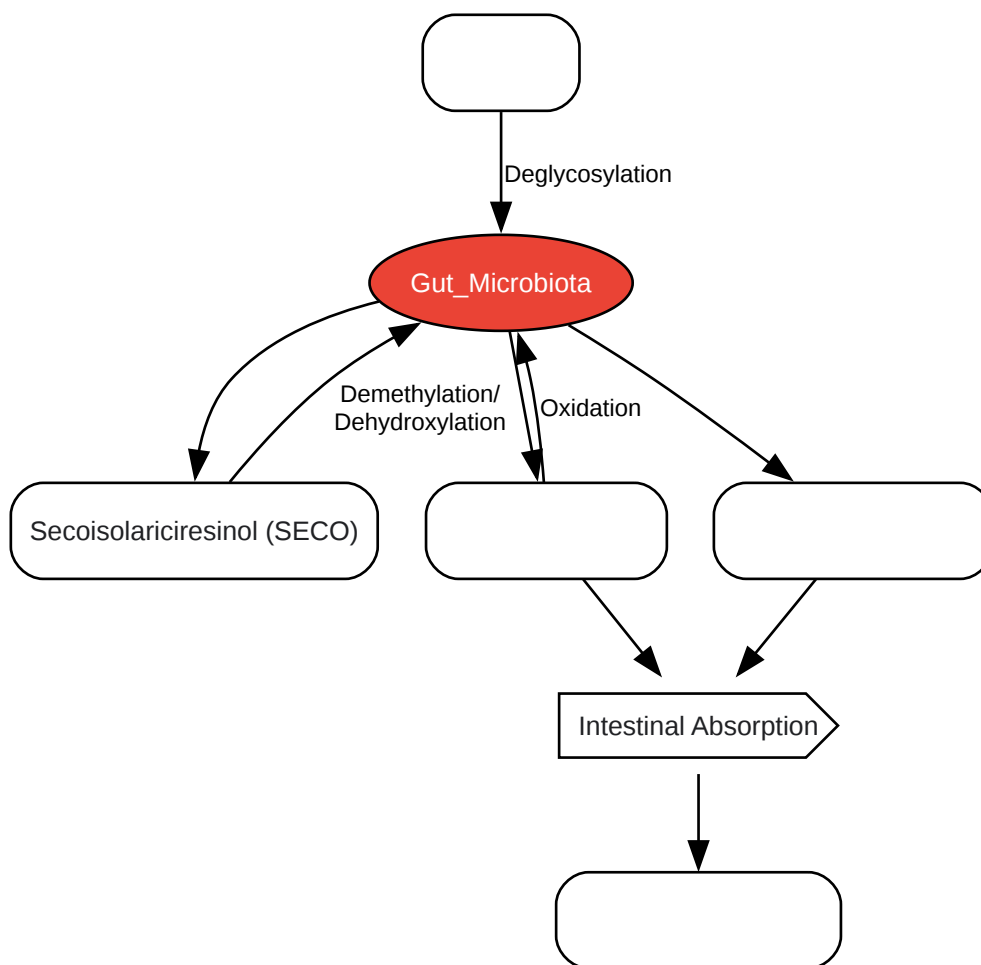 Deglycosylation
Gut_Microbiota
Demethylation/
Dehydroxylation
Oxidation
Secoisolariciresinol (SECO)
Intestinal Absorption